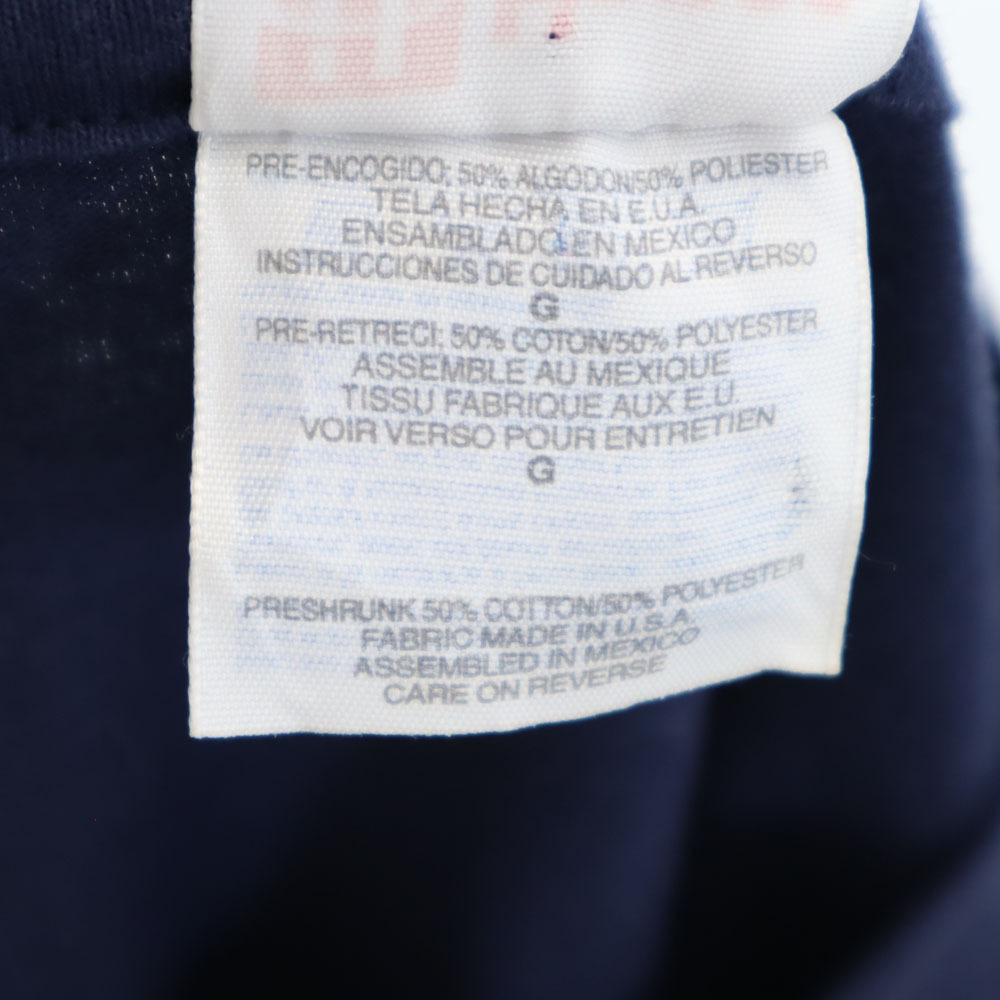 PRE-ENCOGIDO: 50% ALGODON/50% POLIESTER
TELA HECHA EN E.U.A.
ENSAMBLADO EN MEXICO
INSTRUCCIONES DE CUIDADO AL REVERSO
G
PRE-RETRECI: 50% COTON/50% POLYESTER
ASSEMBLE AU MEXIQUE
TISSU FABRIQUE AUX E.U.
VOIR VERSO POUR ENTRETIEN
G
PRESHRUNK 50% COTTON/50% POLYESTER
FABRIC MADE IN U.S.A.
ASSEMBLED IN MEXICO
CARE ON REVERSE